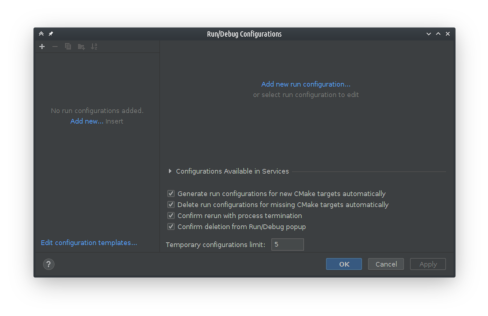 Run/Debug Configurations
Add new run configuration...
or select run configuration to edit
No run configurations added.
Add new... Insert
Configurations Available in Services
Generate run configurations for new CMake targets automatically
Delete run configurations for missing CMake targets automatically
Confirm rerun with process termination
Confirm deletion from Run/Debug popup
Edit configuration templates...
Temporary configurations limit: 5
? OK Cancel Apply